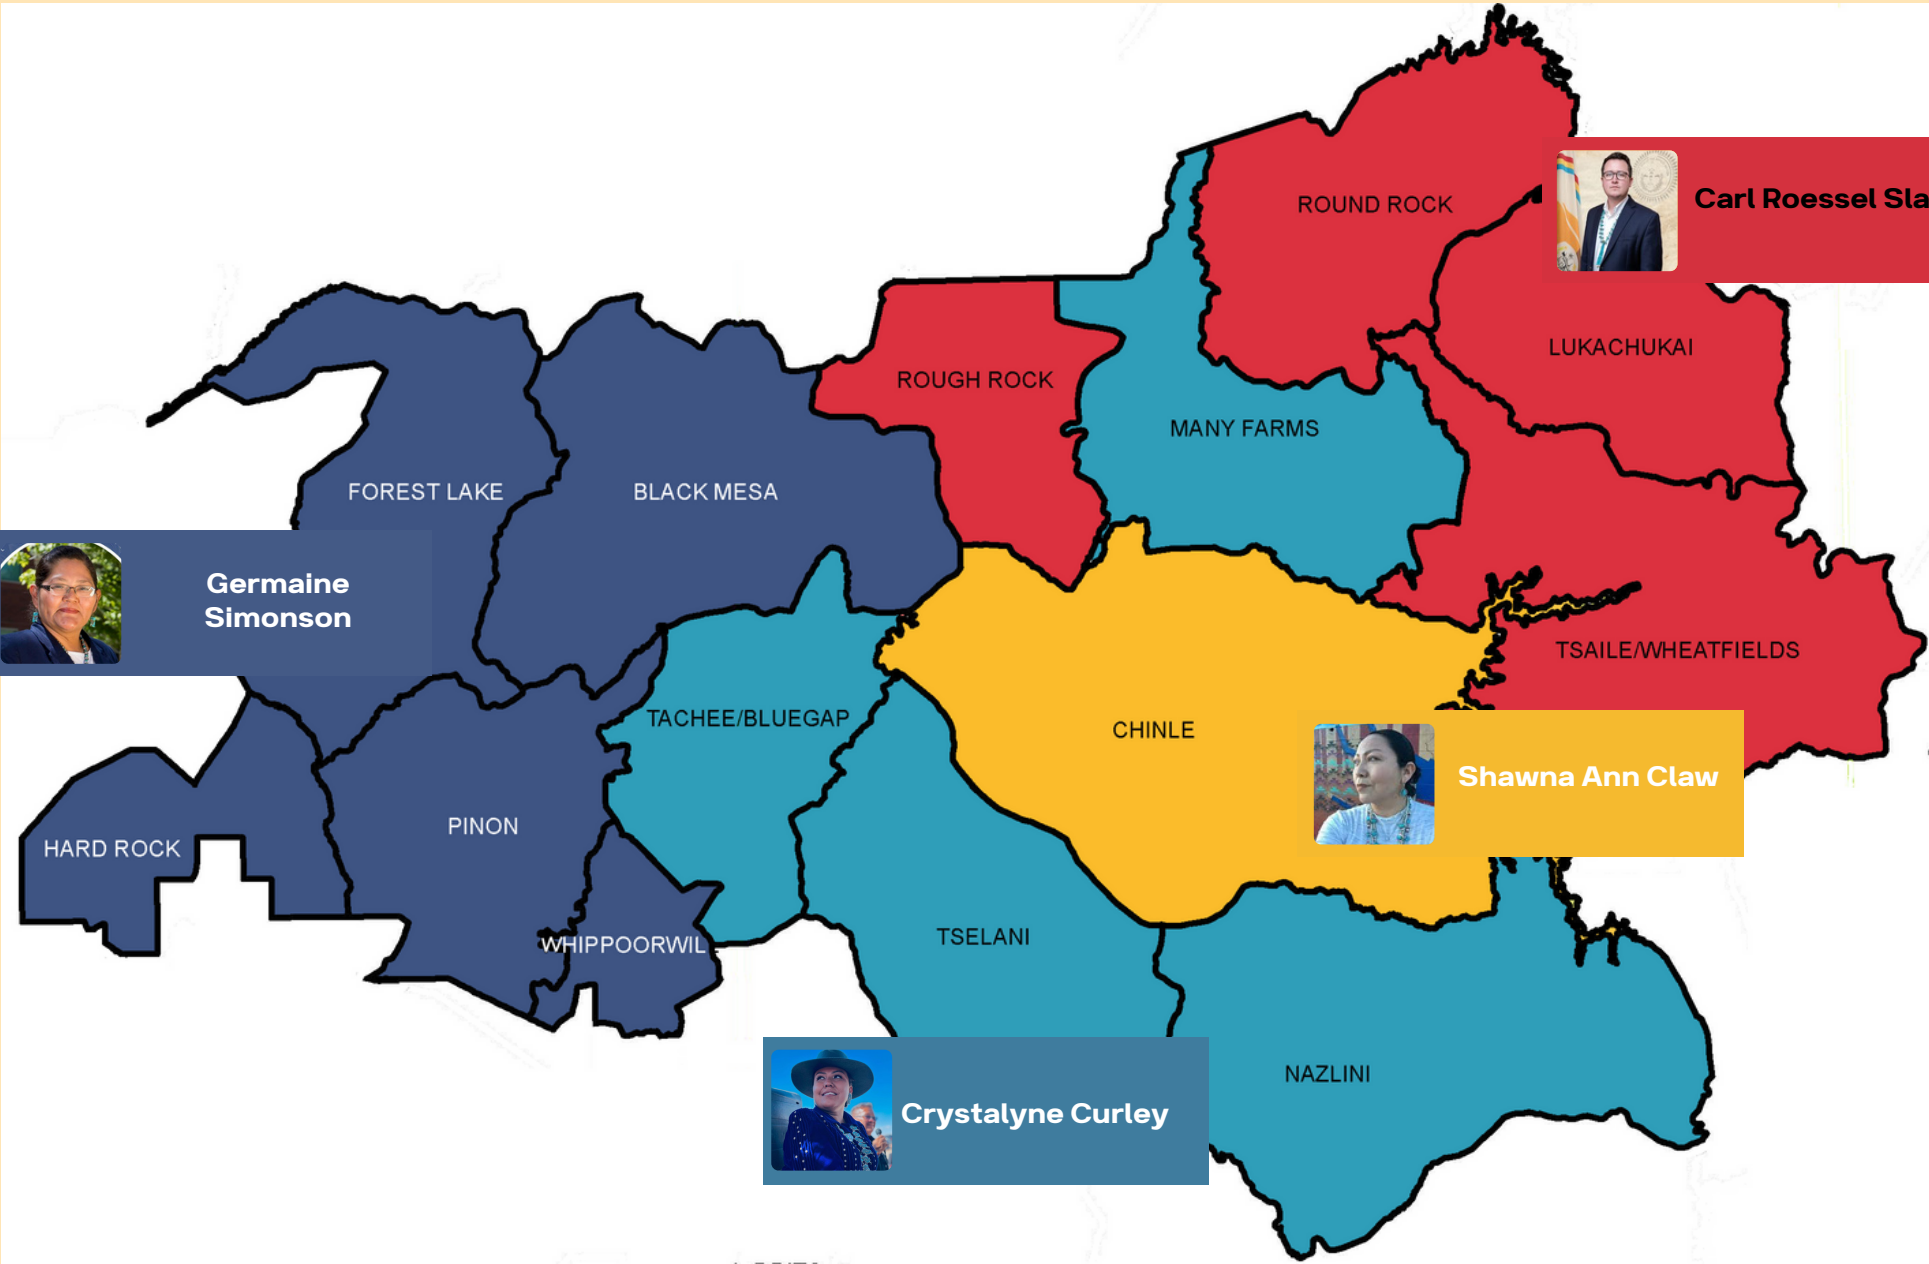 ROUND ROCK
Carl Roessel Sla
LUKACHUKAI
ROUGH ROCK
MANY FARMS
FOREST LAKE
BLACK MESA
Germaine
Simonson
TSAILE/WHEATFIELDS
TACHEE/BLUEGAP
CHINLE
Shawna Ann Claw
PINON
HARD ROCK
TSELANI
WHIPPOORWIL
NAZLINI
Crystalyne Curley